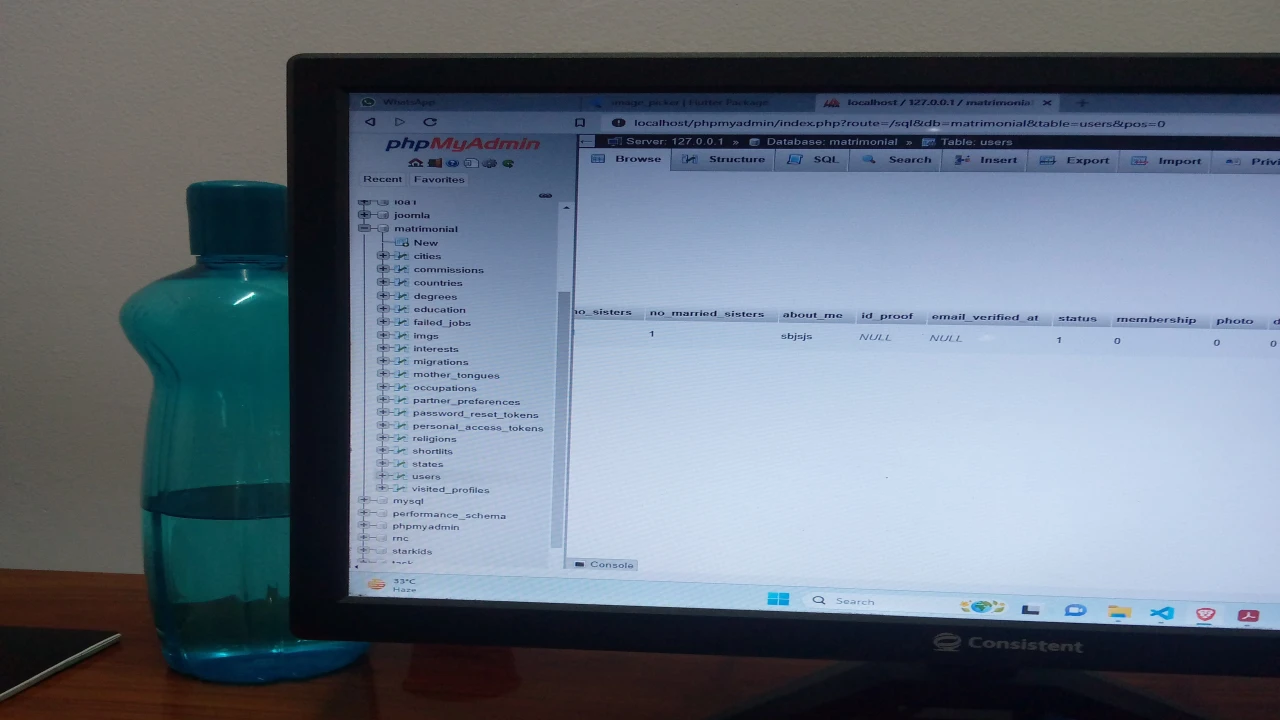 WhatsApp
image_picker | Flutter Package
localhost / 127.0.0.1 / matrimonia
localhost/phpmyadmin/index.php?route=/sql&db=matrimonial&table=users&pos=0
phpMyAdmin
Server: 127.0.0.1 » Database: matrimonial » Table: users
Browse Structure SQL Search Insert Export Import Privi
Recent Favorites
joomla
matrimonial
New
cities
commissions
countries
degrees
education
failed_jobs
imgs
interests
migrations
mother_tongues
occupations
partner_preferences
password_reset_tokens
personal_access_tokens
religions
shortlits
states
users
visited_profiles
mysql
performance_schema
phpmyadmin
rnc
starkids
no_sisters no_married_sisters about_me id_proof email_verified_at status membership photo d
1 sbjsjs NULL NULL 1 0 0 0
Console
33°C
Haze
Search
Consistent